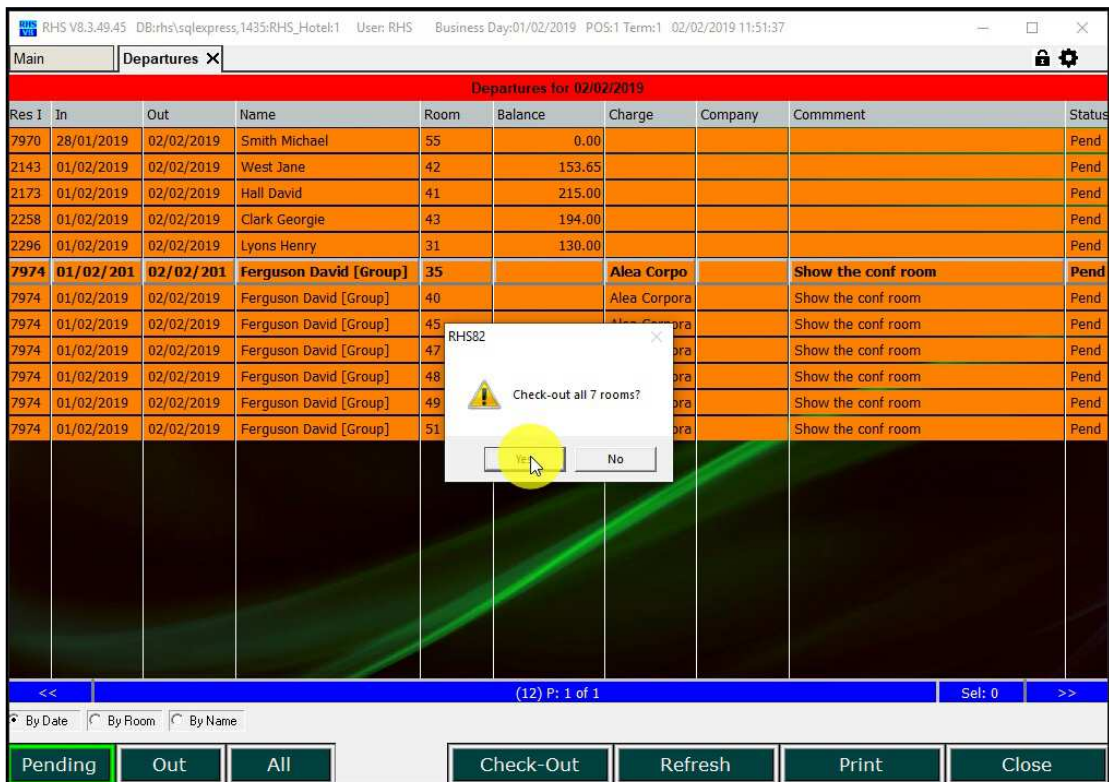 RHS V8 RHS V8.3.49.45 DB:rhs\sqlexpress,1435:RHS_Hotel:1 User: RHS Business Day:01/02/2019 POS:1 Term:1 02/02/2019 11:51:37
Main Departures X
Departures for 02/02/2019
Res I In Out Name Room Balance Charge Company Commment Status
7970 28/01/2019 02/02/2019 Smith Michael 55 0.00 Pend
2143 01/02/2019 02/02/2019 West Jane 42 153.65 Pend
2173 01/02/2019 02/02/2019 Hall David 41 215.00 Pend
2258 01/02/2019 02/02/2019 Clark Georgie 43 194.00 Pend
2296 01/02/2019 02/02/2019 Lyons Henry 31 130.00 Pend
7974 01/02/201 02/02/201 Ferguson David [Group] 35 Alea Corpo Show the conf room Pend
7974 01/02/2019 02/02/2019 Ferguson David [Group] 40 Alea Corpora Show the conf room Pend
7974 01/02/2019 02/02/2019 Ferguson David [Group] 45 Alea Corpora Show the conf room Pend
7974 01/02/2019 02/02/2019 Ferguson David [Group] 47 ora Show the conf room Pend
7974 01/02/2019 02/02/2019 Ferguson David [Group] 48 ora Show the conf room Pend
7974 01/02/2019 02/02/2019 Ferguson David [Group] 49 ora Show the conf room Pend
7974 01/02/2019 02/02/2019 Ferguson David [Group] 51 ora Show the conf room Pend
RHS82
Check-out all 7 rooms?
Yes No
<< (12) P: 1 of 1 Sel: 0 >>
By Date By Room By Name
Pending Out All Check-Out Refresh Print Close